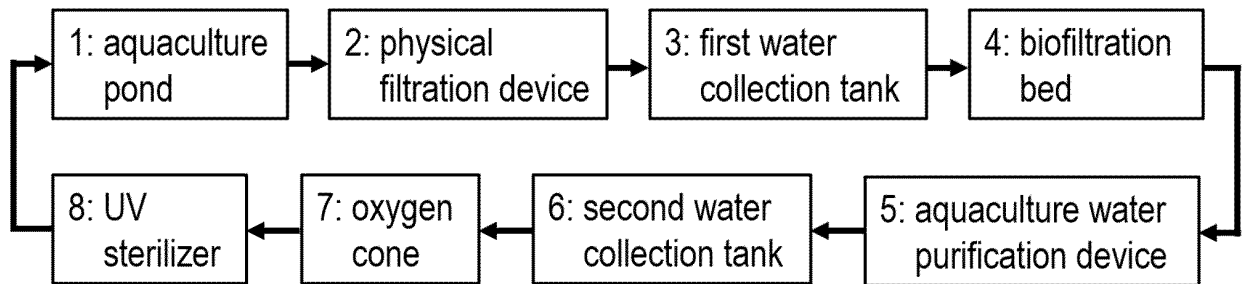 1: aquaculture
pond
2: physical
filtration device
3: first water
collection tank
4: biofiltration
bed
5: aquaculture water
purification device
6: second water
collection tank
7: oxygen
cone
8: UV
sterilizer